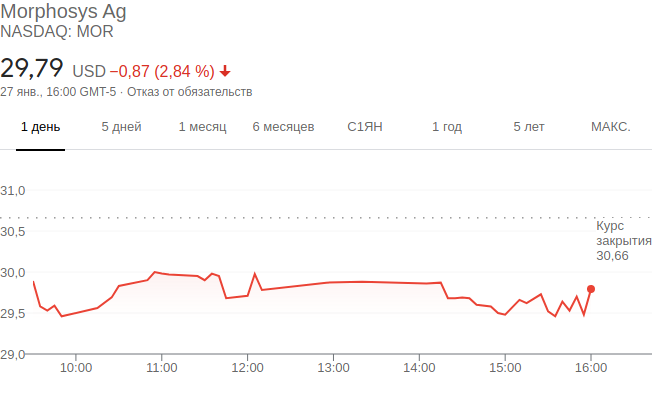 Morphosys Ag
NASDAQ: MOR
29,79 USD −0,87 (2,84 %)
27 янв., 16:00 GMT-5 · Отказ от обязательств
1 день 5 дней 1 месяц 6 месяцев С1ЯН 1 год 5 лет МАКС.
31,0
Курс
30,5
закрытия
30,66
30,0
29,5
29,0
10:00 11:00 12:00 13:00 14:00 15:00 16:00